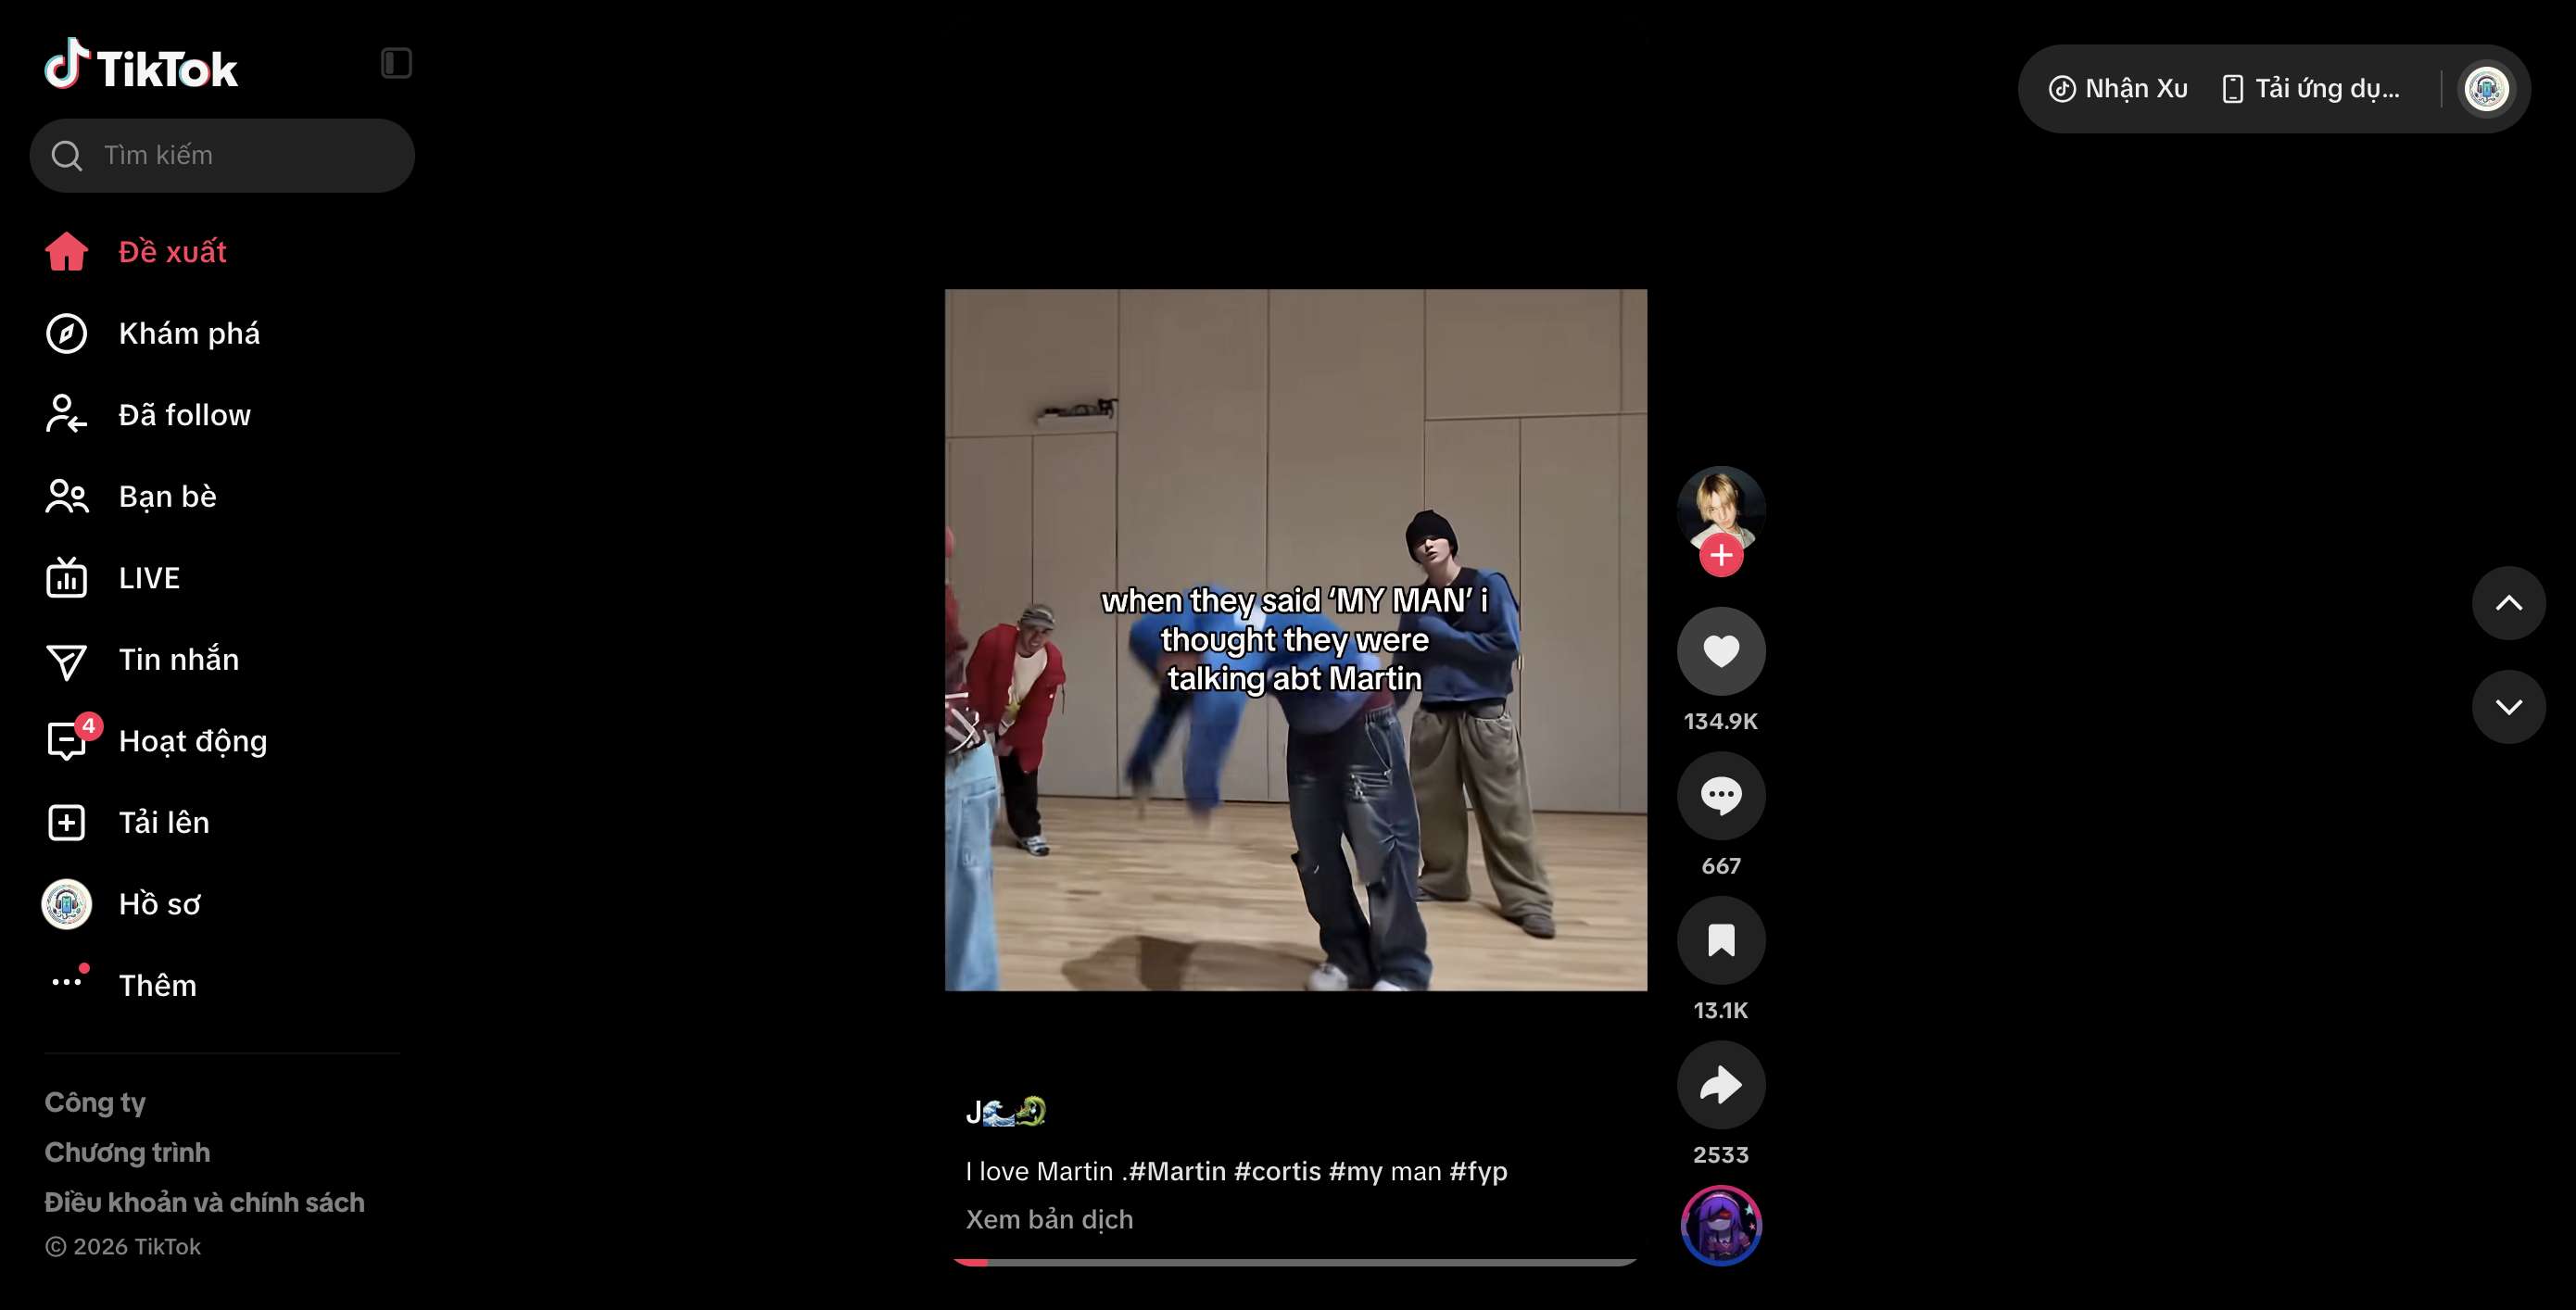 TikTok
Nhận Xu
Tải ứng dụ...
Tìm kiếm
Đề xuất
Khám phá
Đã follow
Bạn bè
LIVE
Tin nhắn
4
Hoạt động
Tải lên
Hồ sơ
Thêm
Công ty
Chương trình
Điều khoản và chính sách
© 2026 TikTok
when they said ‘MY MAN’ i
thought they were
talking abt Martin
134.9K
667
13.1K
2533
J🌊🐉
I love Martin .#Martin #cortis #my man #fyp
Xem bản dịch